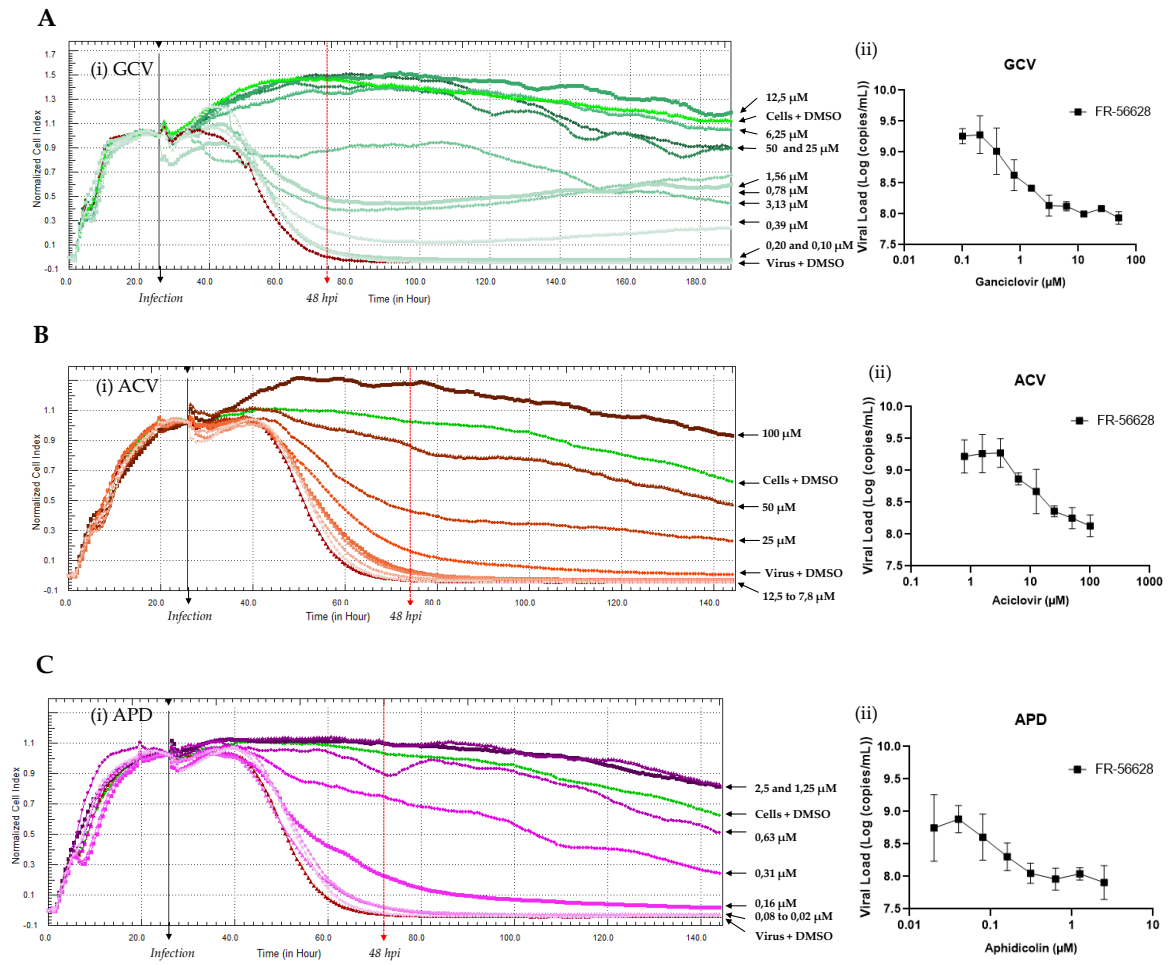 A
(i) GCV
Normalized Cell Index
1.7
1.5
1.3
1.1
0.9
0.7
0.5
0.3
0.1
-0.1
0.0
20.0
40.0
60.0
80.0
100.0
120.0
140.0
160.0
180.0
Infection
48 hpi
Time (in Hour)
12,5 µM
Cells + DMSO
6,25 µM
50 and 25 µM
1,56 µM
0,78 µM
3,13 µM
0,39 µM
0,20 and 0,10 µM
Virus + DMSO
(ii)
GCV
Viral Load (Log (copies/mL))
10.0
9.5
9.0
8.5
8.0
7.5
0.1
1
10
100
Ganciclovir (µM)
FR-56628
B
(i) ACV
Normalized Cell Index
1.1
0.9
0.7
0.5
0.3
0.1
-0.1
0.0
20.0
40.0
60.0
80.0
100.0
120.0
140.0
Infection
Time (in Hour)
48 hpi
100 µM
Cells + DMSO
50 µM
25 µM
Virus + DMSO
12,5 to 7,8 µM
(ii)
ACV
Viral Load (Log (copies/mL))
10.0
9.5
9.0
8.5
8.0
7.5
0.1
1
10
100
1000
Aciclovir (µM)
FR-56628
C
(i) APD
Normalized Cell Index
1.1
0.9
0.7
0.5
0.3
0.1
-0.1
0.0
20.0
40.0
60.0
80.0
100.0
120.0
140.0
Infection
Time (in Hour)
48 hpi
2,5 and 1,25 µM
Cells + DMSO
0,63 µM
0,31 µM
0,16 µM
0,08 to 0,02 µM
Virus + DMSO
(ii)
APD
Viral Load (Log (copies/mL))
10.0
9.5
9.0
8.5
8.0
7.5
0.01
0.1
1
10
Aphidicolin (µM)
FR-56628